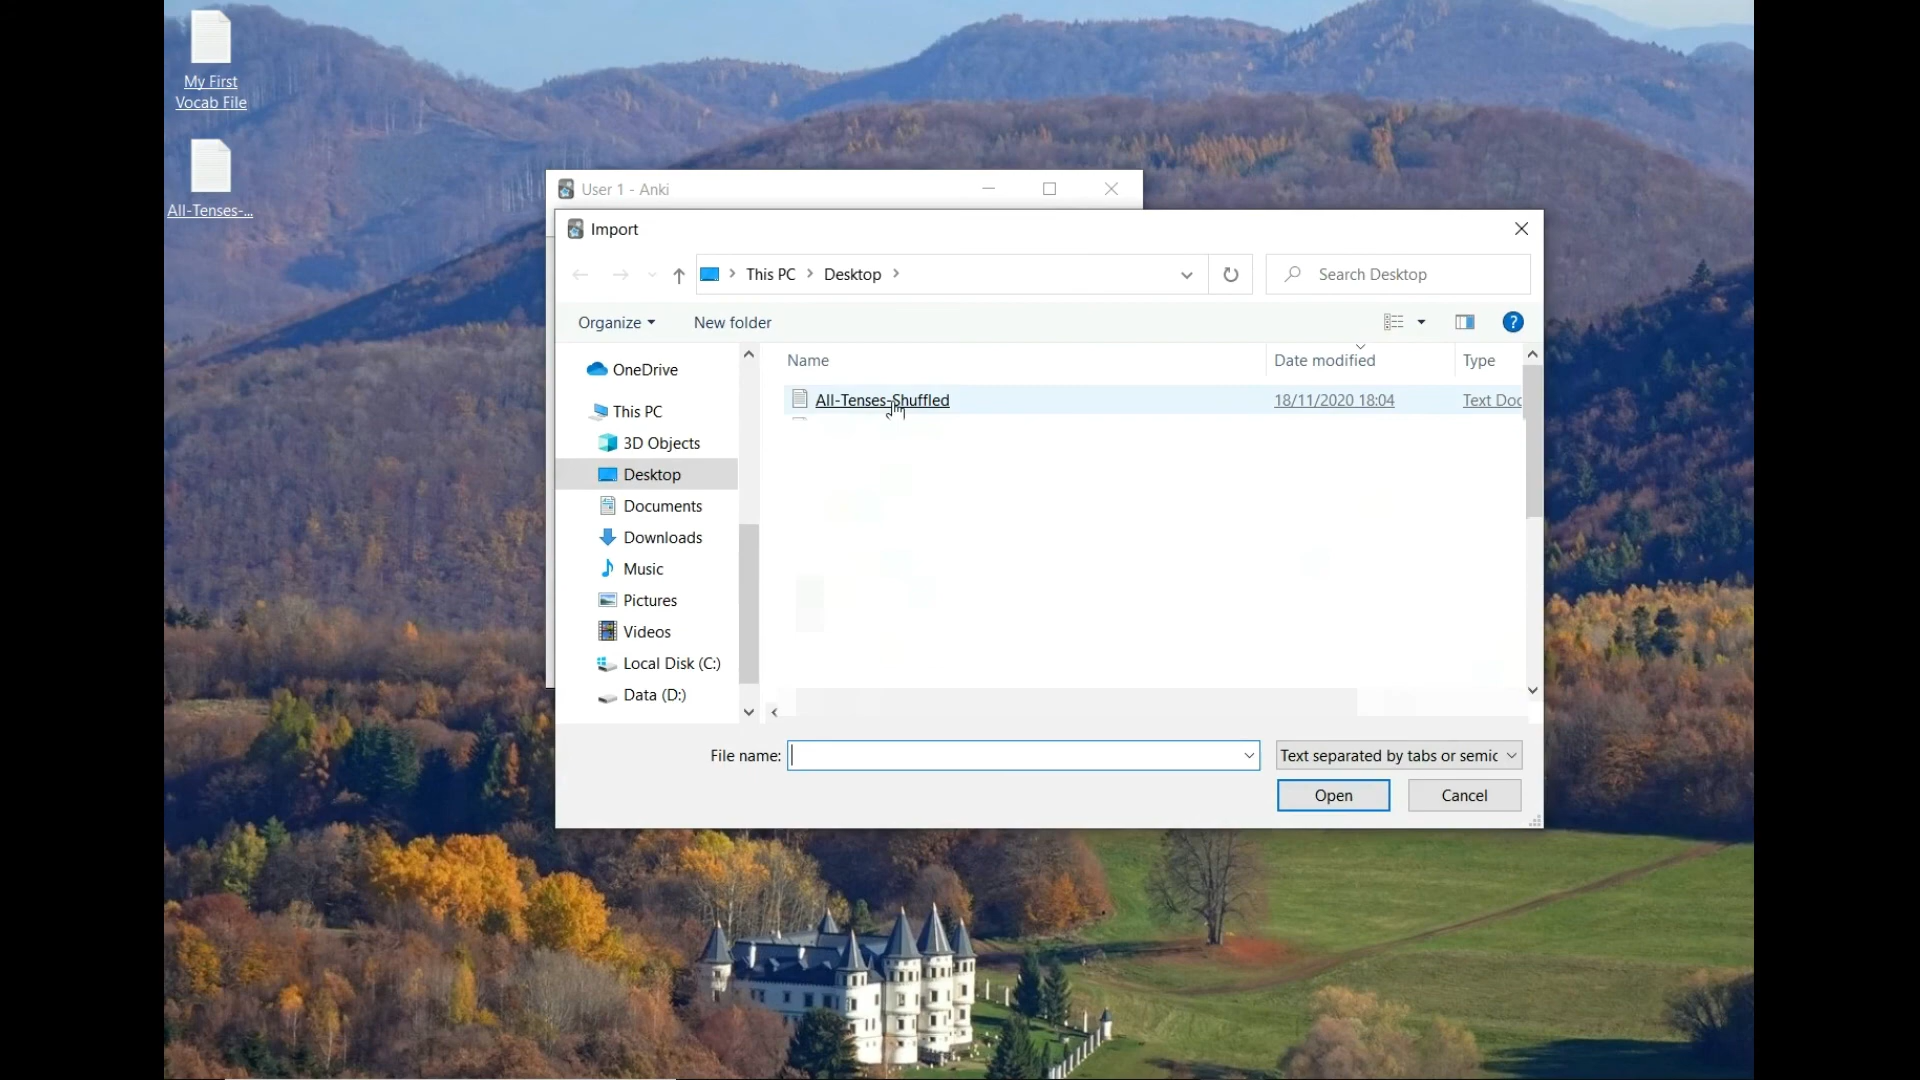 My First
Vocab File
All-Tenses-...
User 1 - Anki
Import
This PC
Desktop
Search Desktop
Organize
New folder
?
OneDrive
This PC
3D Objects
Desktop
Documents
Downloads
Music
Pictures
Videos
Local Disk (C:)
Data (D:)
Name Date modified Type
All-Tenses-Shuffled 18/11/2020 18:04 Text Doc
File name:
Text separated by tabs or semic
Open
Cancel